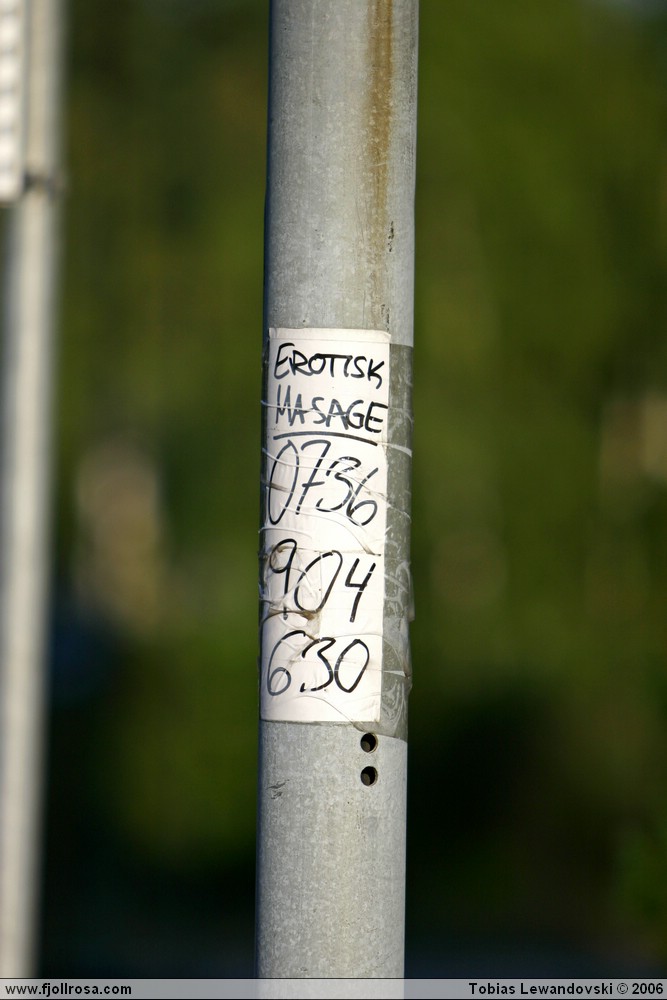 EROTISK
MASAGE
0736
904
630
www.fjollrosa.com
Tobias Lewandovski © 2006